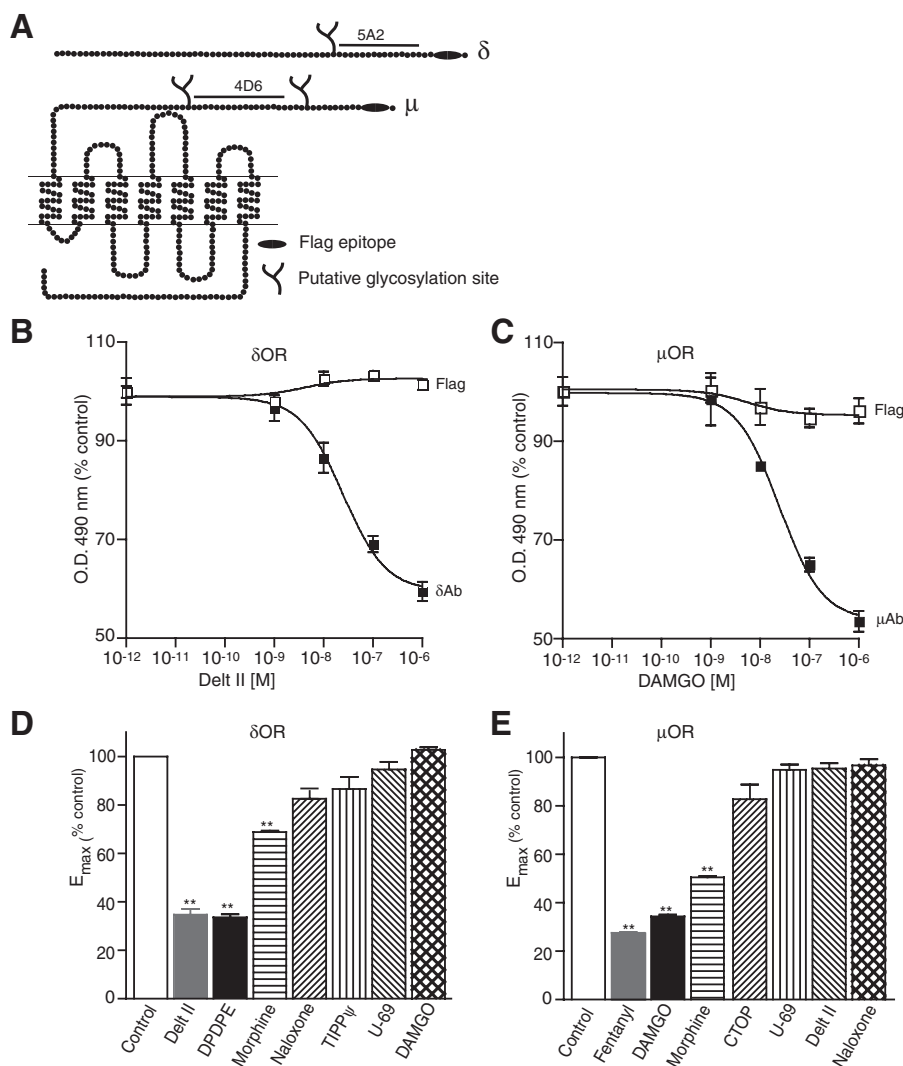 A
5A2
δ
4D6
μ
Flag epitope
Putative glycosylation site
B
δOR
O.D. 490 nm (% control)
110
90
70
50
Flag
δAb
10-12 10-11 10-10 10-9 10-8 10-7 10-6
Delt II [M]
C
μOR
O.D. 490 nm (% control)
110
90
70
50
Flag
μAb
10-12 10-11 10-10 10-9 10-8 10-7 10-6
DAMGO [M]
D
δOR
Emax (% control)
100
80
60
40
20
0
** ** **
Control Delt II DPDPE Morphine Naloxone TIPPψ U-69 DAMGO
E
μOR
Emax (% control)
100
80
60
40
20
0
** ** **
Control Fentanyl DAMGO Morphine CTOP U-69 Delt II Naloxone